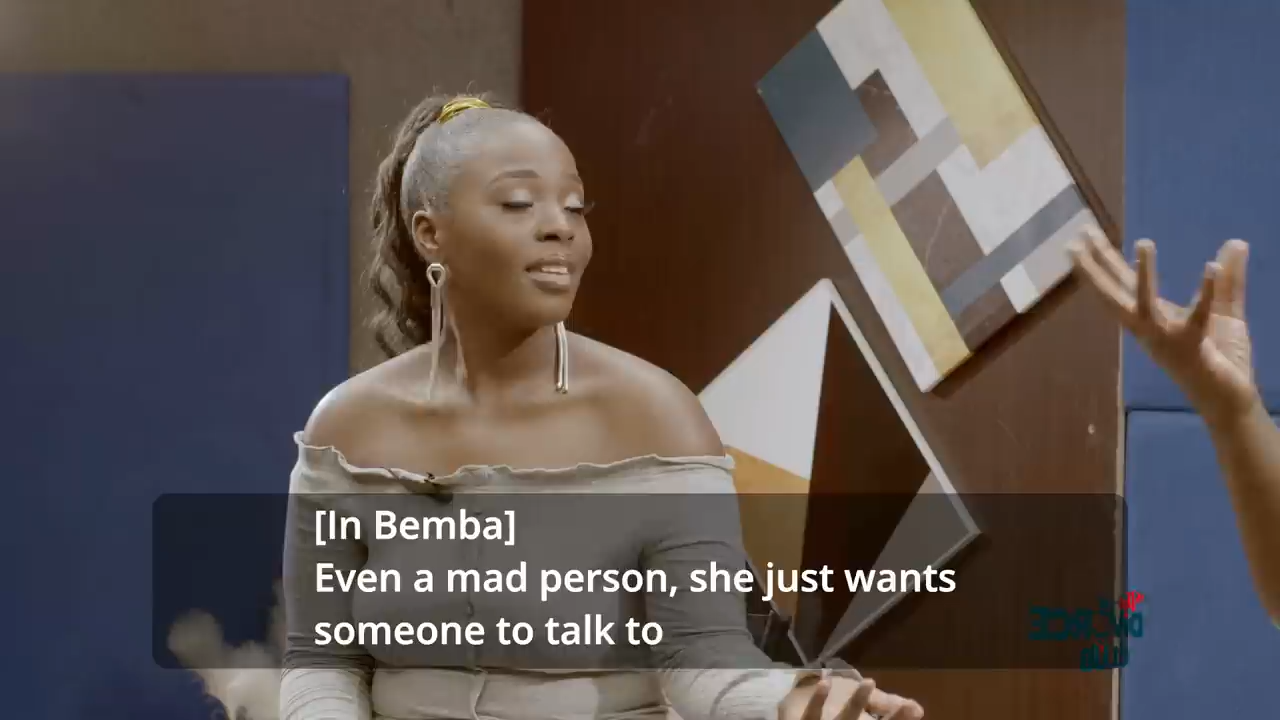 [In Bemba]
Even a mad person, she just wants
someone to talk to